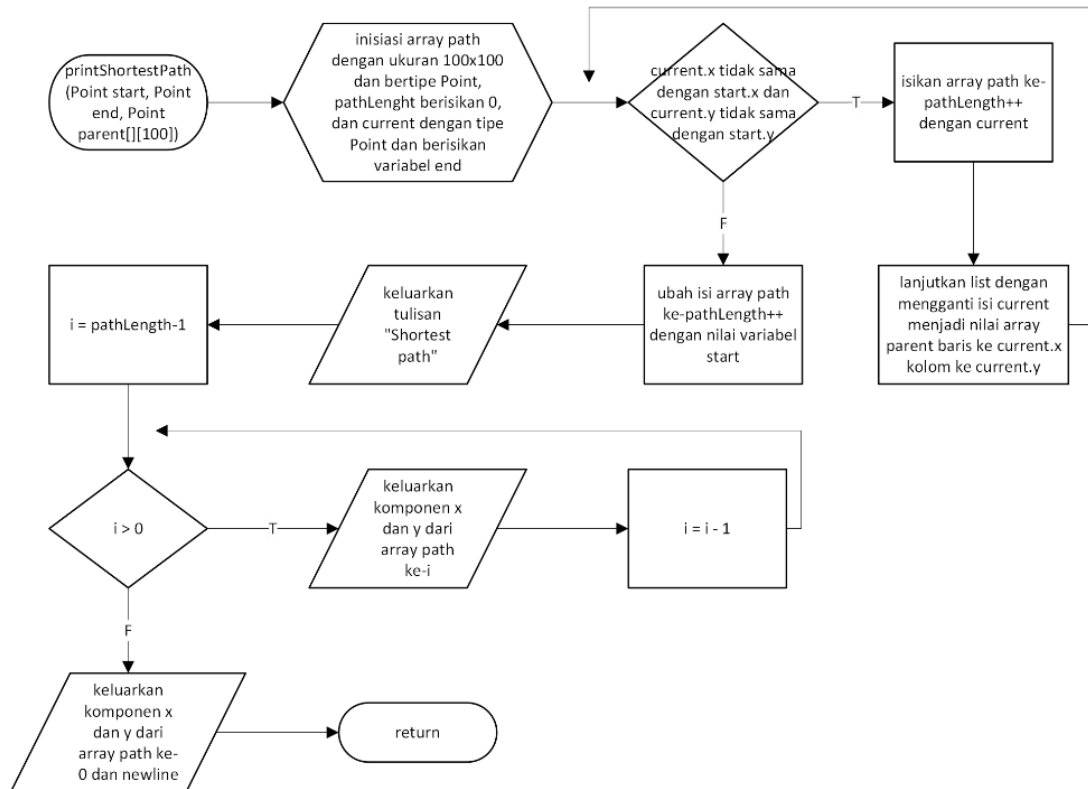 printShortestPath
(Point start, Point
end, Point
parent[][100])
inisiasi array path
dengan ukuran 100x100
dan bertipe Point,
pathLenght berisikan 0,
dan current dengan tipe
Point dan berisikan
variabel end
current.x tidak sama
dengan start.x dan
current.y tidak sama
dengan start.y
T
isikan array path ke-
pathLength++
dengan current
F
lanjutkan list dengan
mengganti isi current
menjadi nilai array
parent baris ke current.x
kolom ke current.y
ubah isi array path
ke-pathLength++
dengan nilai variabel
start
keluarkan
tulisan
"Shortest
path"
i = pathLength-1
i > 0
T
keluarkan
komponen x
dan y dari
array path
ke-i
i = i - 1
F
keluarkan
komponen x
dan y dari
array path ke-
0 dan newline
return